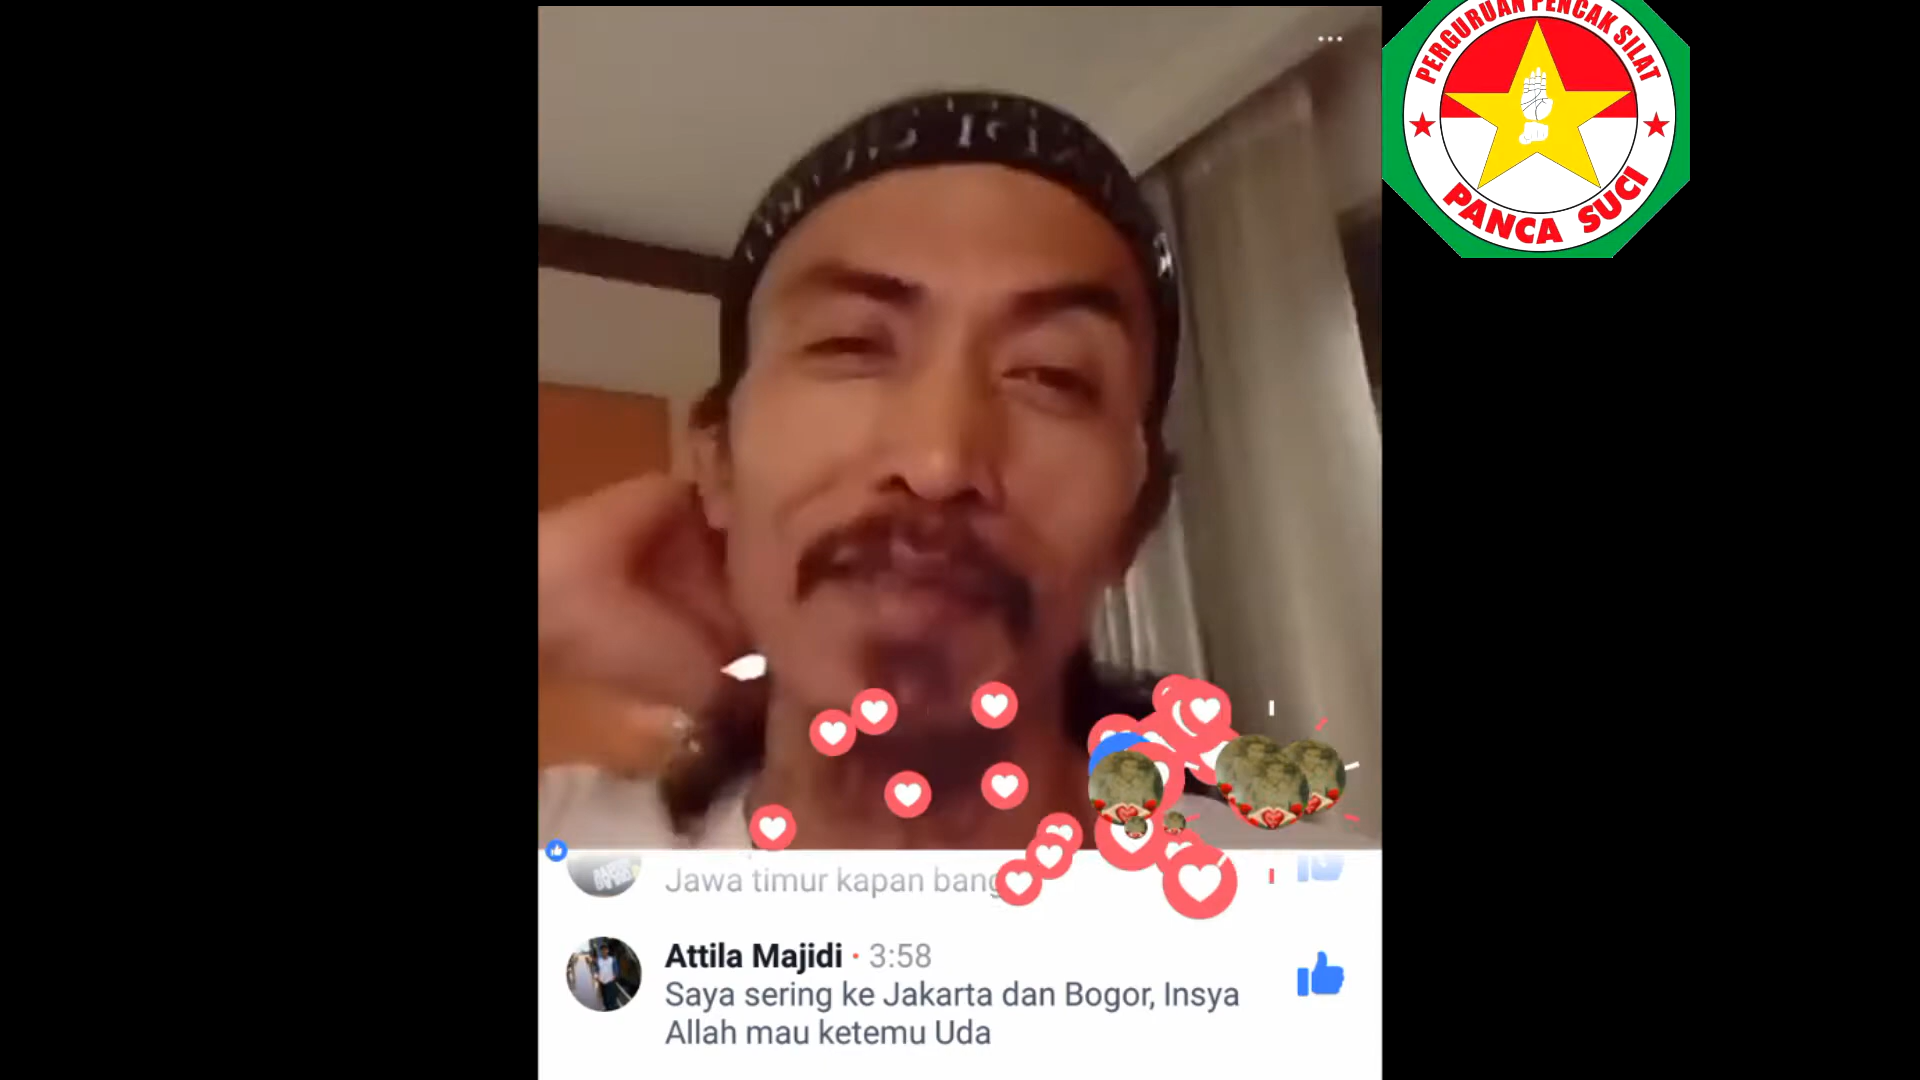 PERGURUAN PENCAK SILAT
PANCA SUCI
Jawa timur kapan bang
Attila Majidi · 3:58
Saya sering ke Jakarta dan Bogor, Insya
Allah mau ketemu Uda